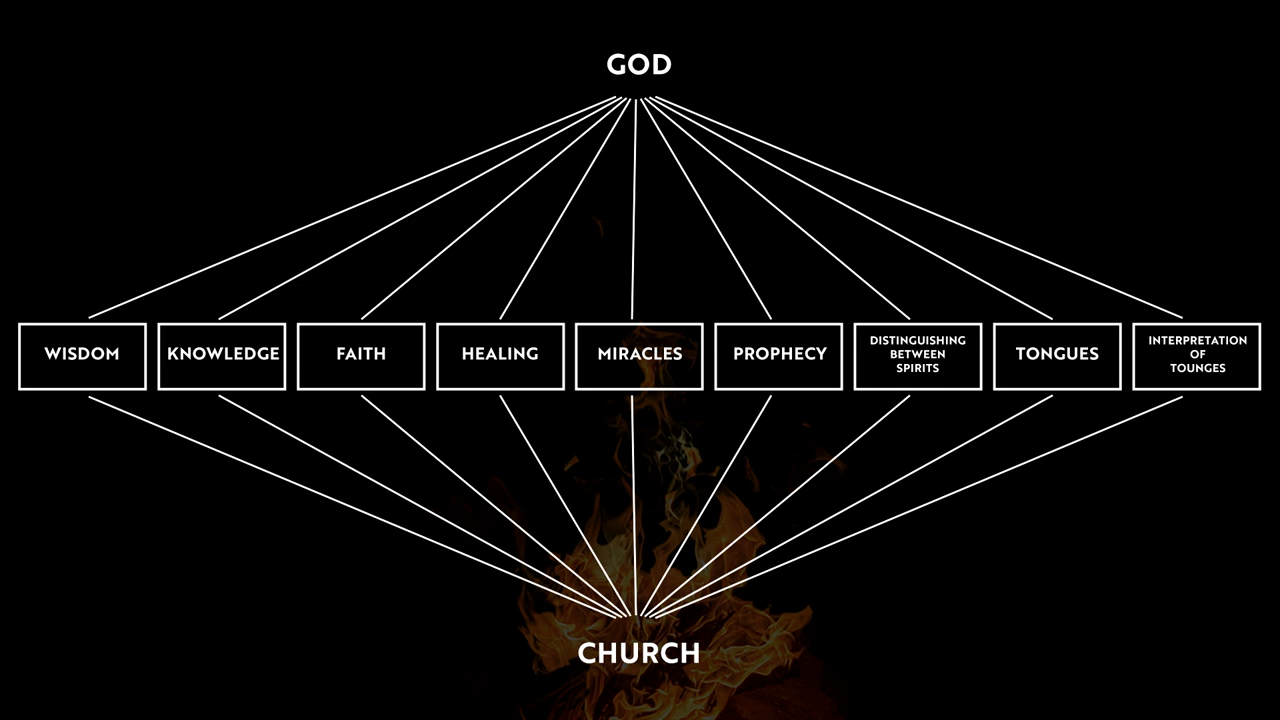 GOD
WISDOM
KNOWLEDGE
FAITH
HEALING
MIRACLES
PROPHECY
DISTINGUISHING
BETWEEN
SPIRITS
TONGUES
INTERPRETATION
OF
TOUNGES
CHURCH